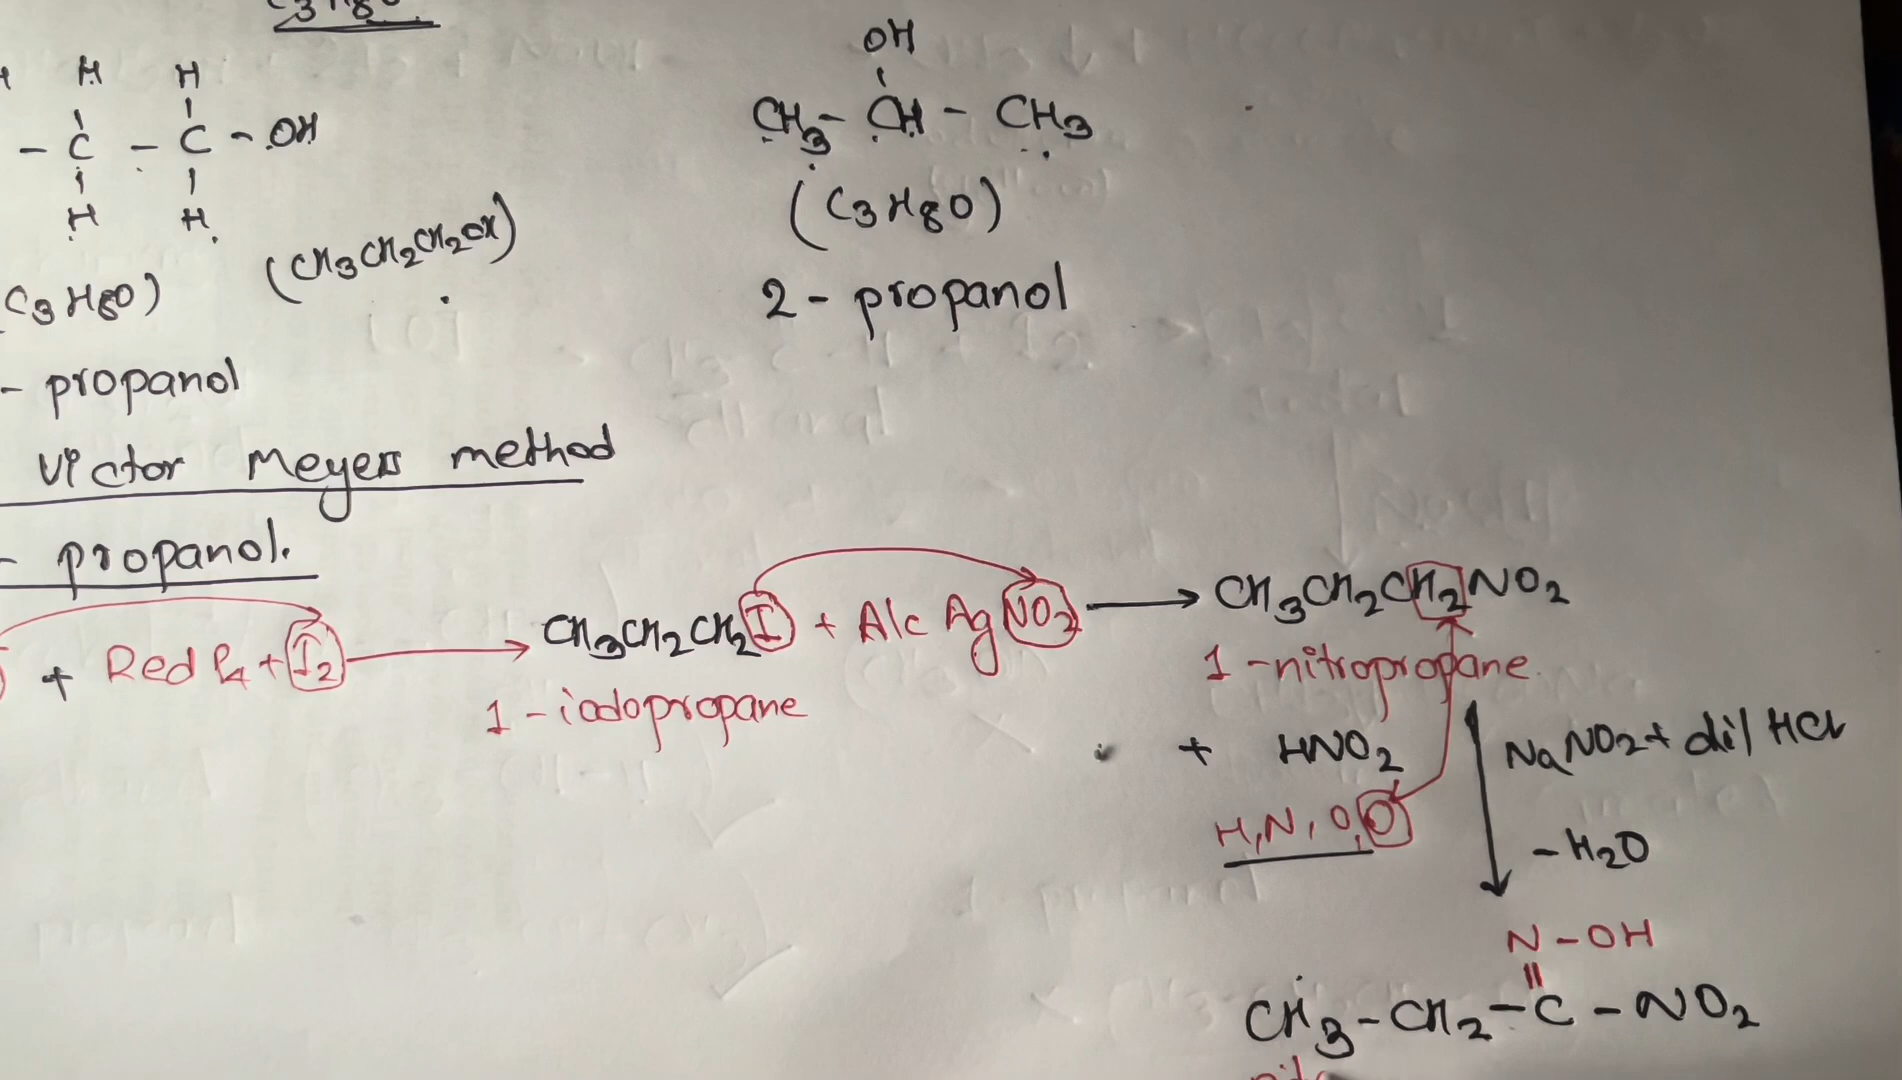 C3H8O
H H OH
- C - C - OH CH3 - CH - CH3
H H
(CH3CH2CH2OH) (C3H8O)
C3H8O) 2 - propanol
- propanol
Victor Meyers method
- propanol.
+ Red P4 + I2 → CH3CH2CH2I + Alc AgNO2 → CH3CH2CH2NO2
1 - iodopropane 1 - nitropropane.
+ HNO2 NaNO2 + dil HCl
H, N, O, O - H2O
N - OH
CH3 - CH2 - C - NO2